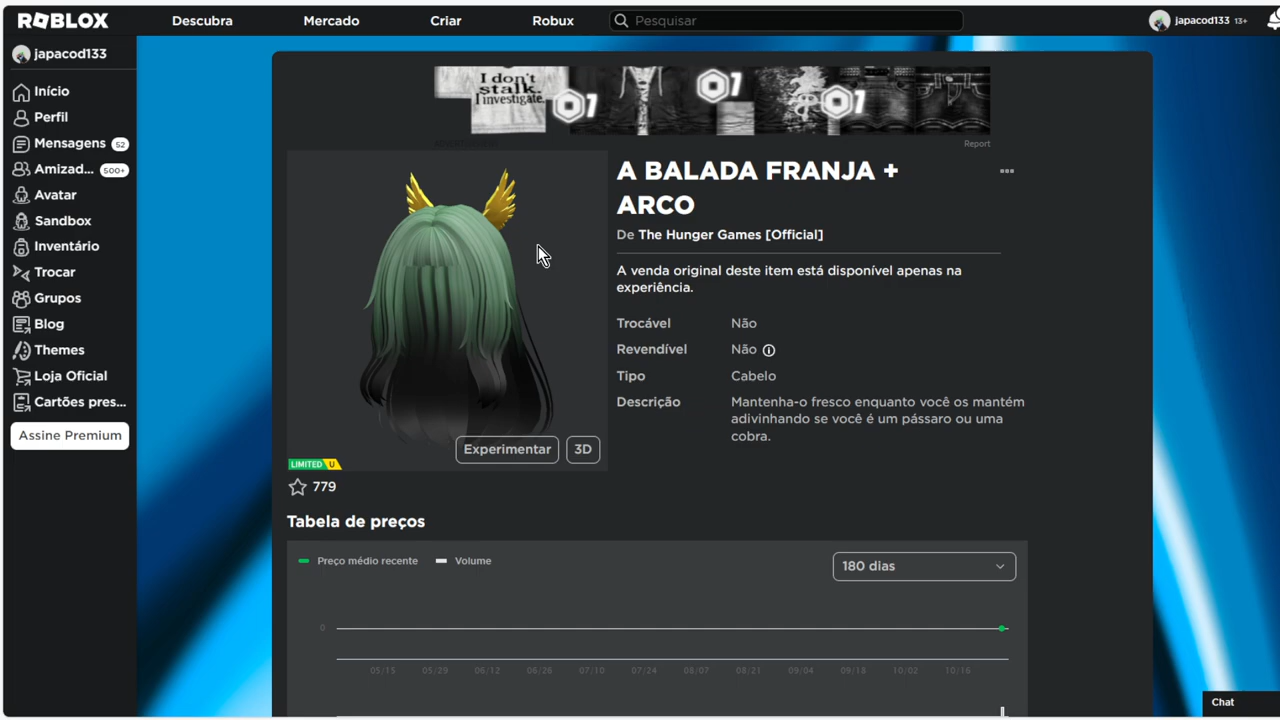 ROBLOX
Descubra
Mercado
Criar
Robux
Pesquisar
japacod133 13+
japacod133
Início
Perfil
Mensagens 52
Amizad... 500+
Avatar
Sandbox
Inventário
Trocar
Grupos
Blog
Themes
Loja Oficial
Cartões pres...
Assine Premium
I don't
stalk.
I investigate.
7
7
7
ADVERTISEMENT
Report
A BALADA FRANJA +
ARCO
De The Hunger Games [Official]
A venda original deste item está disponível apenas na
experiência.
Trocável Não
Revendível Não
Tipo Cabelo
Descrição Mantenha-o fresco enquanto você os mantém
adivinhando se você é um pássaro ou uma
cobra.
Experimentar
3D
LIMITED U
779
Tabela de preços
Preço médio recente
Volume
180 dias
0
05/15 05/29 06/12 06/26 07/10 07/24 08/07 08/21 09/04 09/18 10/02 10/16
Chat